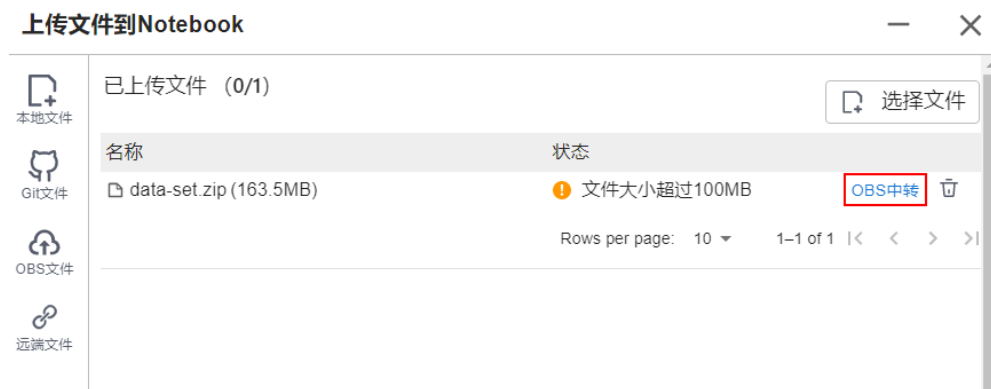 上传文件到Notebook
本地文件
Git文件
OBS文件
远端文件
已上传文件 (0/1)
选择文件
名称 状态
data-set.zip (163.5MB) 文件大小超过100MB OBS中转
Rows per page: 10 1–1 of 1